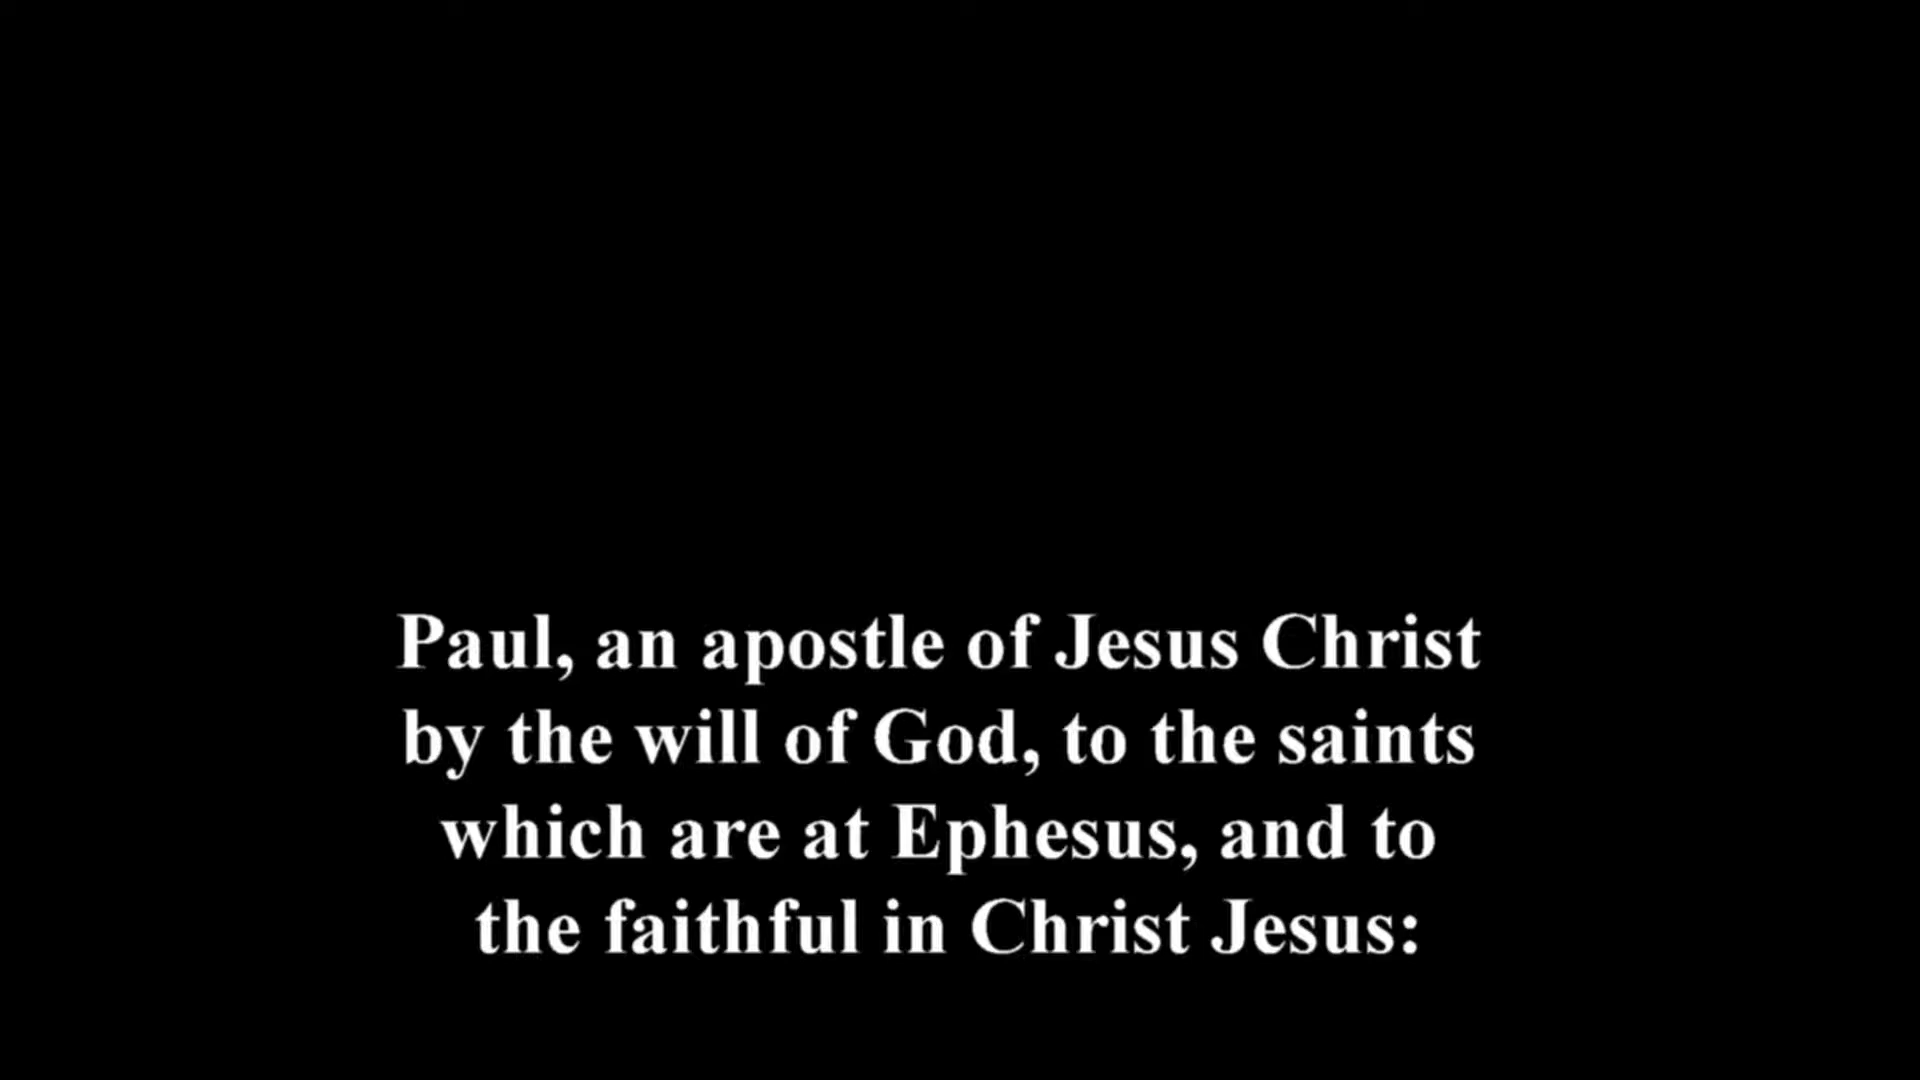 Paul, an apostle of Jesus Christ
by the will of God, to the saints
which are at Ephesus, and to
the faithful in Christ Jesus: